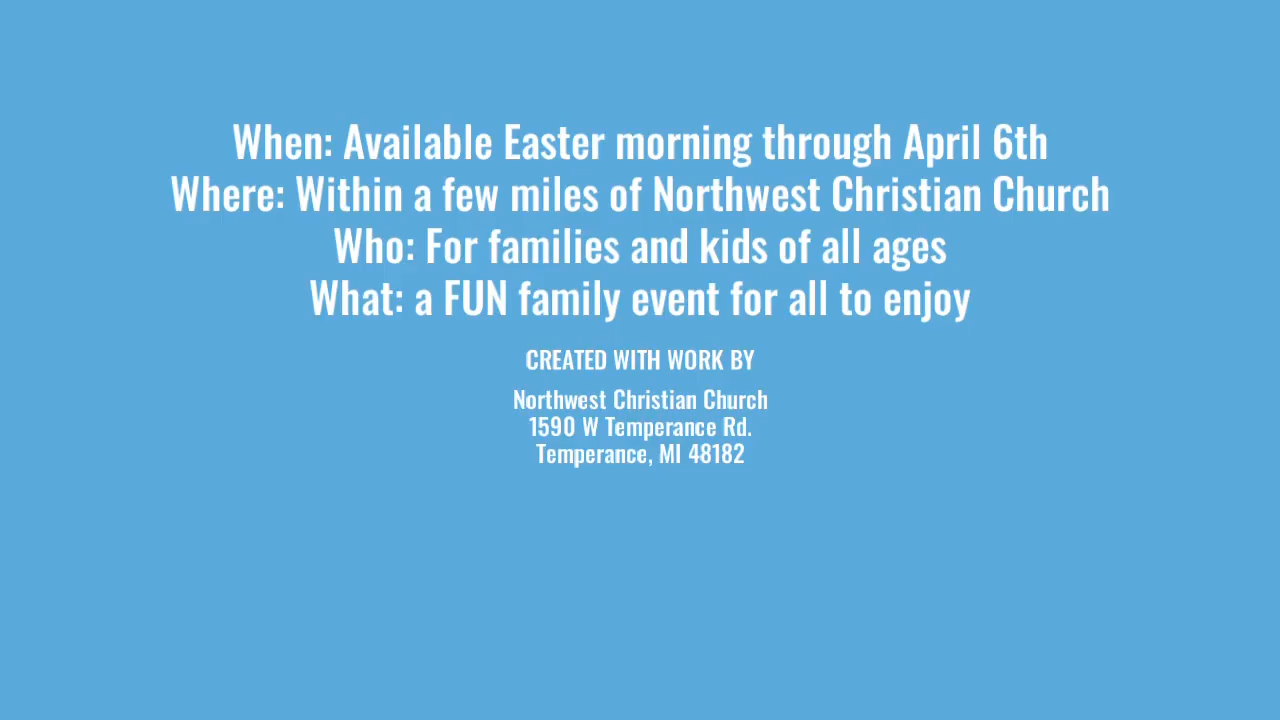 When: Available Easter morning through April 6th
Where: Within a few miles of Northwest Christian Church
Who: For families and kids of all ages
What: a FUN family event for all to enjoy
CREATED WITH WORK BY
Northwest Christian Church
1590 W Temperance Rd.
Temperance, MI 48182